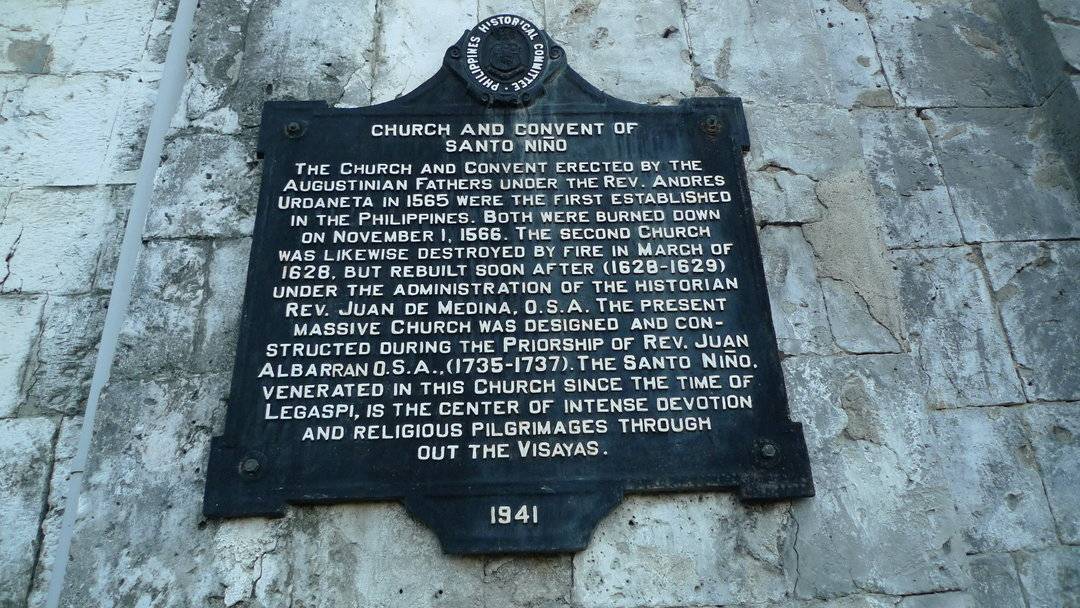 PHILIPPINES HISTORICAL COMMITTEE
CHURCH AND CONVENT OF
SANTO NIÑO
THE CHURCH AND CONVENT ERECTED BY THE
AUGUSTINIAN FATHERS UNDER THE REV. ANDRES
URDANETA IN 1565 WERE THE FIRST ESTABLISHED
IN THE PHILIPPINES. BOTH WERE BURNED DOWN
ON NOVEMBER 1, 1566. THE SECOND CHURCH
WAS LIKEWISE DESTROYED BY FIRE IN MARCH OF
1628, BUT REBUILT SOON AFTER (1628-1629)
UNDER THE ADMINISTRATION OF THE HISTORIAN
REV. JUAN DE MEDINA, O.S.A. THE PRESENT
MASSIVE CHURCH WAS DESIGNED AND CON-
STRUCTED DURING THE PRIORSHIP OF REV. JUAN
ALBARRAN O.S.A., (1735-1737). THE SANTO NIÑO,
VENERATED IN THIS CHURCH SINCE THE TIME OF
LEGASPI, IS THE CENTER OF INTENSE DEVOTION
AND RELIGIOUS PILGRIMAGES THROUGH
OUT THE VISAYAS.
1941